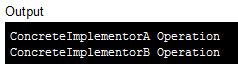 Output
ConcreteImplementorA Operation
ConcreteImplementorB Operation